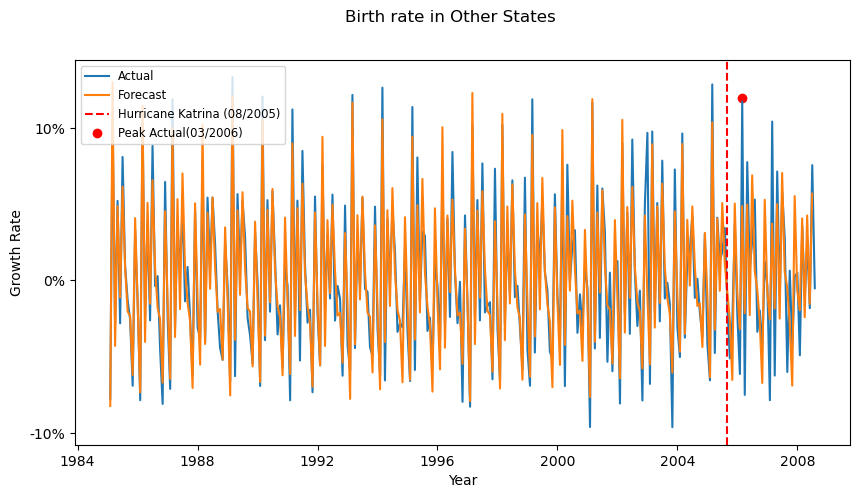 Birth rate in Other States
Actual
Forecast
Hurricane Katrina (08/2005)
Peak Actual(03/2006)
10%
0%
-10%
Growth Rate
1984
1988
1992
1996
2000
2004
2008
Year